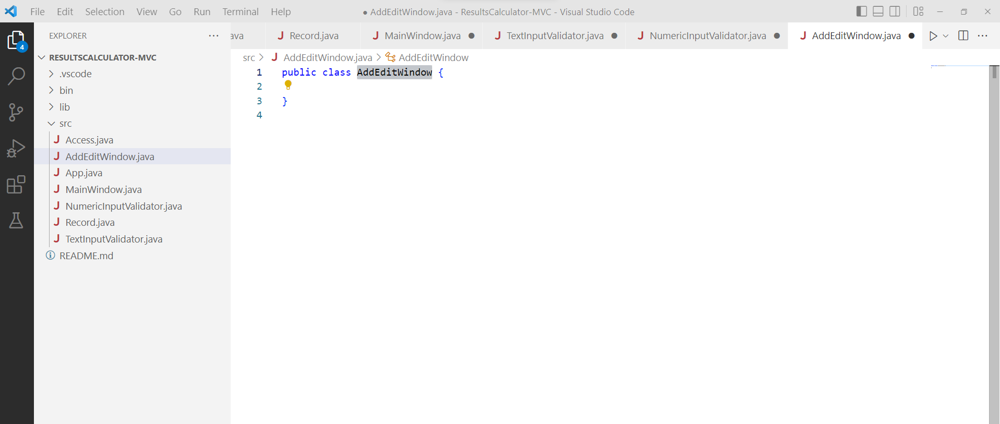 File Edit Selection View Go Run Terminal Help
● AddEditWindow.java - ResultsCalculator-MVC - Visual Studio Code
4
EXPLORER
RESULTSCALCULATOR-MVC
.vscode
bin
lib
src
Access.java
AddEditWindow.java
App.java
MainWindow.java
NumericInputValidator.java
Record.java
TextInputValidator.java
README.md
ava J Record.java J MainWindow.java ● J TextInputValidator.java ● J NumericInputValidator.java ● J AddEditWindow.java ●
src > J AddEditWindow.java > AddEditWindow
1 public class AddEditWindow {
2
3 }
4